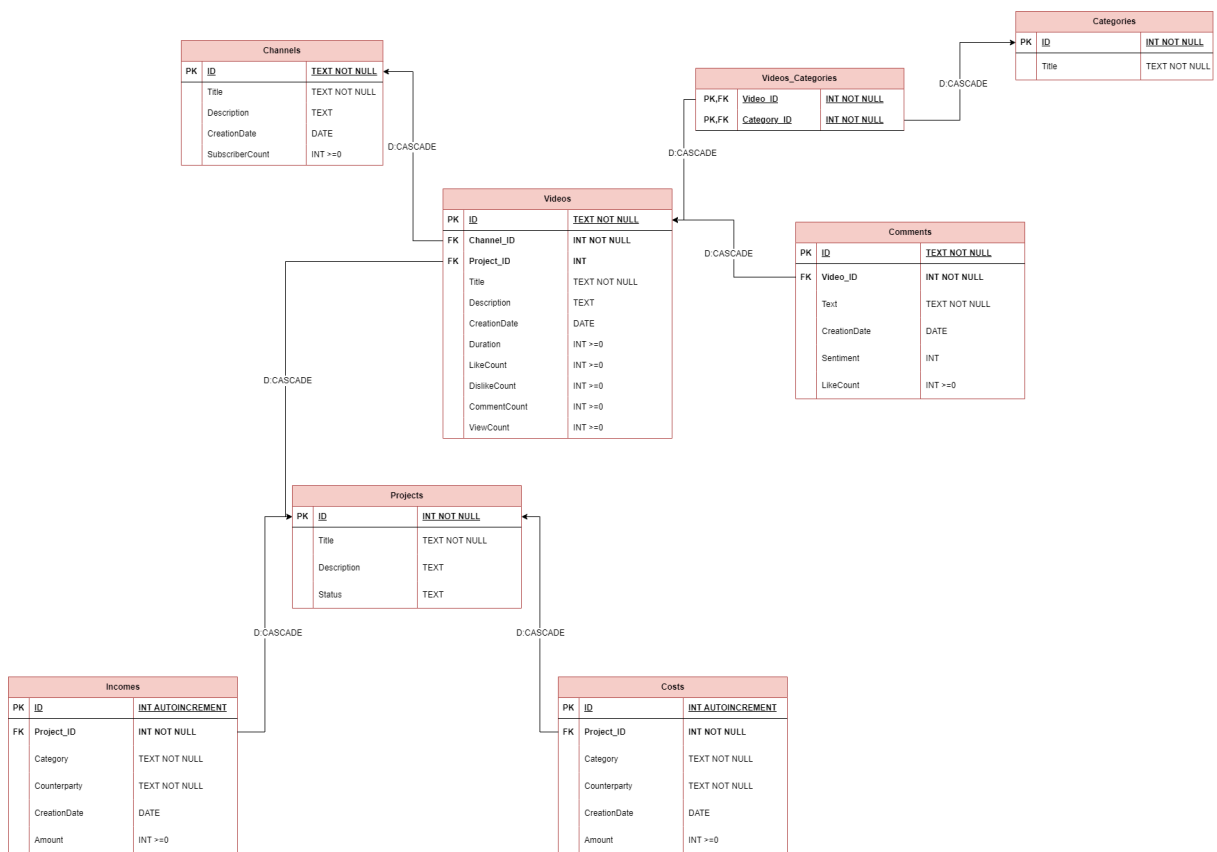 Categories
PK ID INT NOT NULL
Title TEXT NOT NULL
Channels
PK ID TEXT NOT NULL
Title TEXT NOT NULL
Description TEXT
CreationDate DATE
SubscriberCount INT >=0
Videos_Categories
PK,FK Video_ID INT NOT NULL
PK,FK Category_ID INT NOT NULL
D:CASCADE
D:CASCADE
D:CASCADE
Videos
PK ID TEXT NOT NULL
FK Channel_ID INT NOT NULL
FK Project_ID INT
Title TEXT NOT NULL
Description TEXT
CreationDate DATE
Duration INT >=0
LikeCount INT >=0
DislikeCount INT >=0
CommentCount INT >=0
ViewCount INT >=0
D:CASCADE
Comments
PK ID TEXT NOT NULL
FK Video_ID INT NOT NULL
Text TEXT NOT NULL
CreationDate DATE
Sentiment INT
LikeCount INT >=0
D:CASCADE
Projects
PK ID INT NOT NULL
Title TEXT NOT NULL
Description TEXT
Status TEXT
D:CASCADE
D:CASCADE
Incomes
PK ID INT AUTOINCREMENT
FK Project_ID INT NOT NULL
Category TEXT NOT NULL
Counterparty TEXT NOT NULL
CreationDate DATE
Amount INT >=0
Costs
PK ID INT AUTOINCREMENT
FK Project_ID INT NOT NULL
Category TEXT NOT NULL
Counterparty TEXT NOT NULL
CreationDate DATE
Amount INT >=0